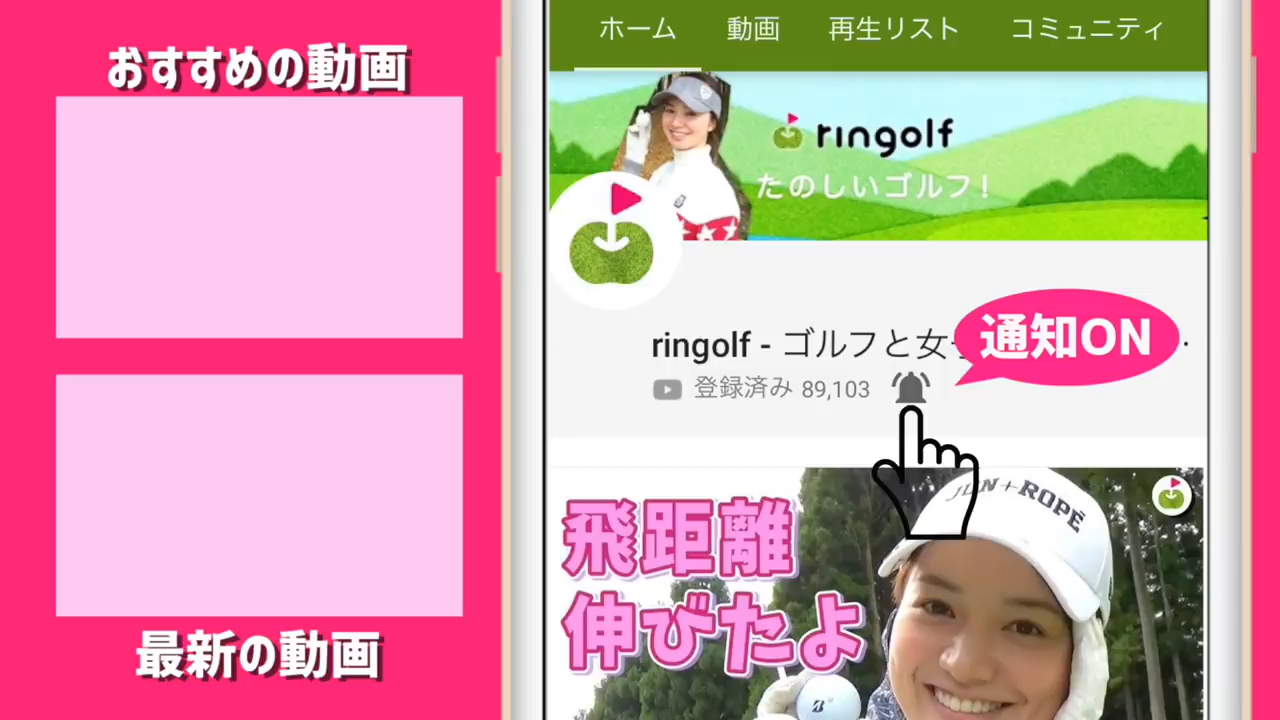 おすすめの動画
最新の動画
ホーム 動画 再生リスト コミュニティ
ringolf
たのしいゴルフ!
ringolf - ゴルフと女
通知ON
登録済み 89,103
飛距離
伸びたよ
JUN+ROPÉ
B